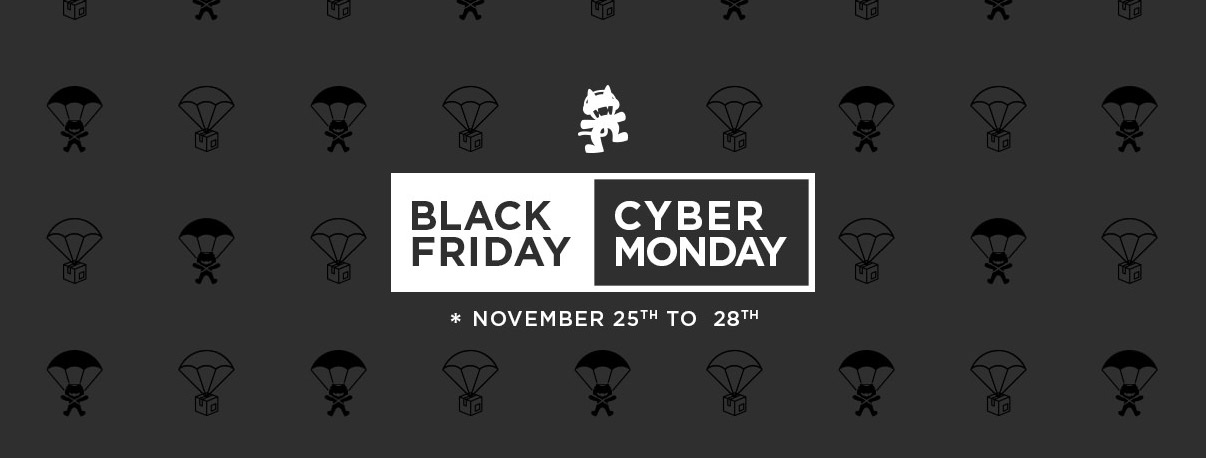 BLACK
FRIDAY
CYBER
MONDAY
* NOVEMBER 25TH TO 28TH